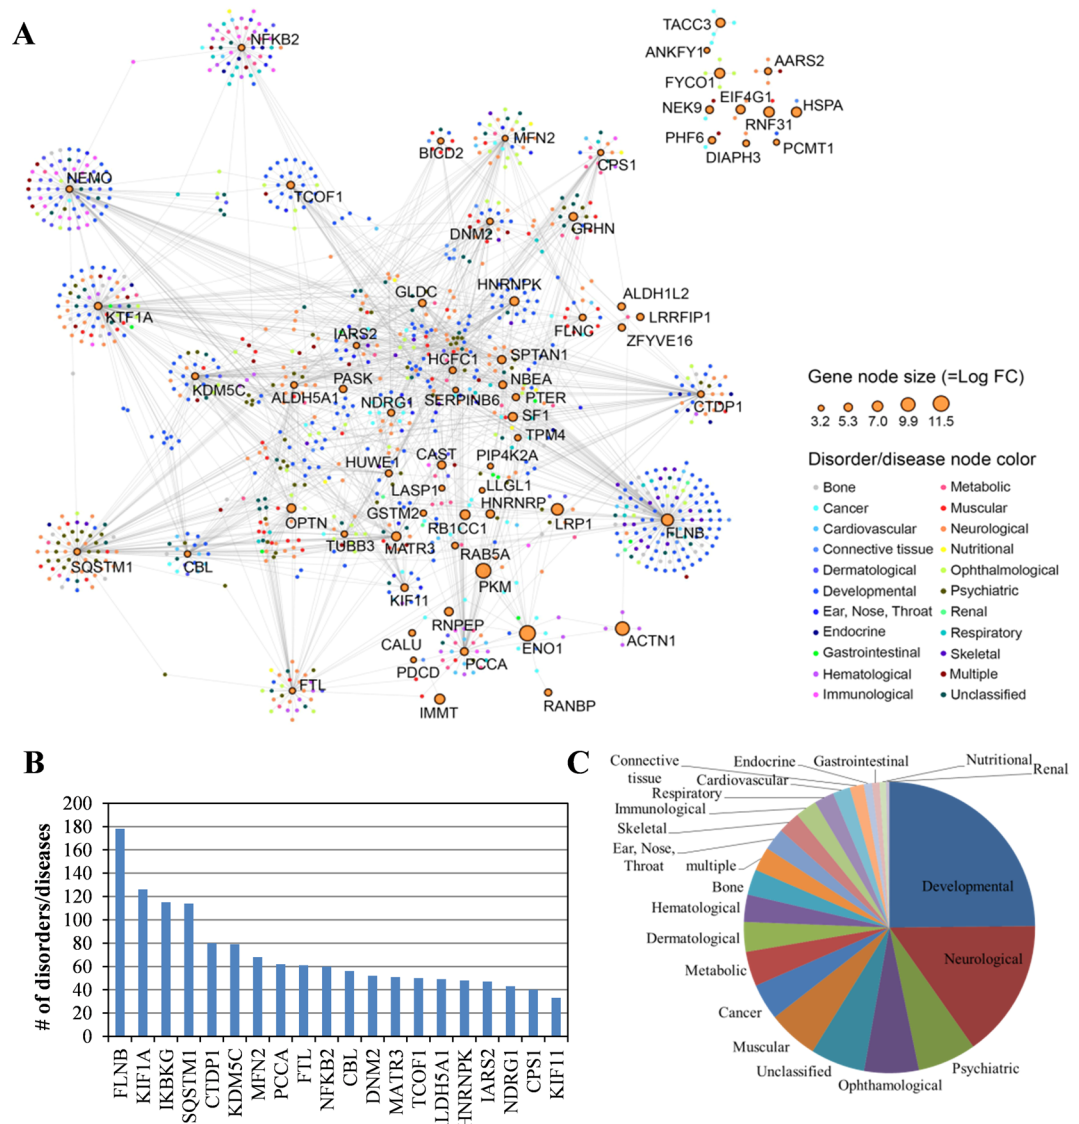 A
NFKB2
TACC3
ANKFY1
AARS2
FYCO1
EIF4G1
NEK9
HSPA
RNF31
PHF6
PCMT1
DIAPH3
MFN2
BICD2
CPS1
NEMO
TCOF1
DNM2
GRHN
HNRNPK
GLDC
ALDH1L2
KTF1A
LRRFIP1
IARS2
FLNC
ZFYVE16
HCFC1
SPTAN1
KDM5C
PASK
NBEA
ALDH5A1
NDRG1
SERPINB6
PTER
CTDP1
SF1
TPM4
HUWE1
CAST
PIP4K2A
LASP1
LLGL1
GSTM2
HNRNRP
OPTN
RB1CC1
LRP1
FLNB
TUBB3
MATR3
RAB5A
SQSTM1
CBL
PKM
KIF11
RNPEP
CALU
ENO1
ACTN1
PDCD
PCCA
FTL
IMMT
RANBP
Gene node size (=Log FC)
3.2 5.3 7.0 9.9 11.5
Disorder/disease node color
Bone
Cancer
Cardiovascular
Connective tissue
Dermatological
Developmental
Ear, Nose, Throat
Endocrine
Gastrointestinal
Hematological
Immunological
Metabolic
Muscular
Neurological
Nutritional
Ophthalmological
Psychiatric
Renal
Respiratory
Skeletal
Multiple
Unclassified
B
# of disorders/diseases
200
180
160
140
120
100
80
60
40
20
0
FLNB
KIF1A
IKBKG
SQSTM1
CTDP1
KDM5C
MFN2
PCCA
FTL
NFKB2
CBL
DNM2
MATR3
TCOF1
LDH5A1
HNRNPK
IARS2
NDRG1
CPS1
KIF11
C
Connective
tissue
Endocrine
Gastrointestinal
Nutritional
Renal
Cardiovascular
Respiratory
Immunological
Skeletal
Ear, Nose,
Throat
multiple
Bone
Hematological
Dermatological
Metabolic
Cancer
Muscular
Unclassified
Ophthamological
Psychiatric
Neurological
Developmental